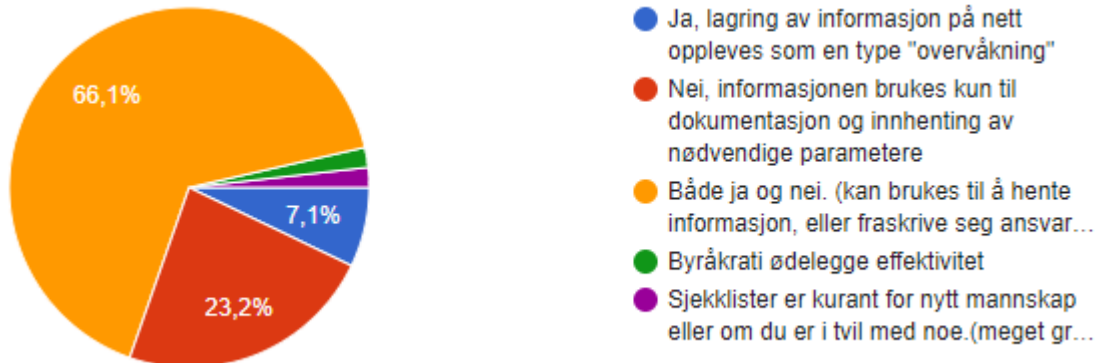 66,1%
7,1%
23,2%
Ja, lagring av informasjon på nett
oppleves som en type "overvåkning"
Nei, informasjonen brukes kun til
dokumentasjon og innhenting av
nødvendige parametere
Både ja og nei. (kan brukes til å hente
informasjon, eller fraskrive seg ansvar…
Byråkrati ødelegge effektivitet
Sjekklister er kurant for nytt mannskap
eller om du er i tvil med noe.(meget gr…